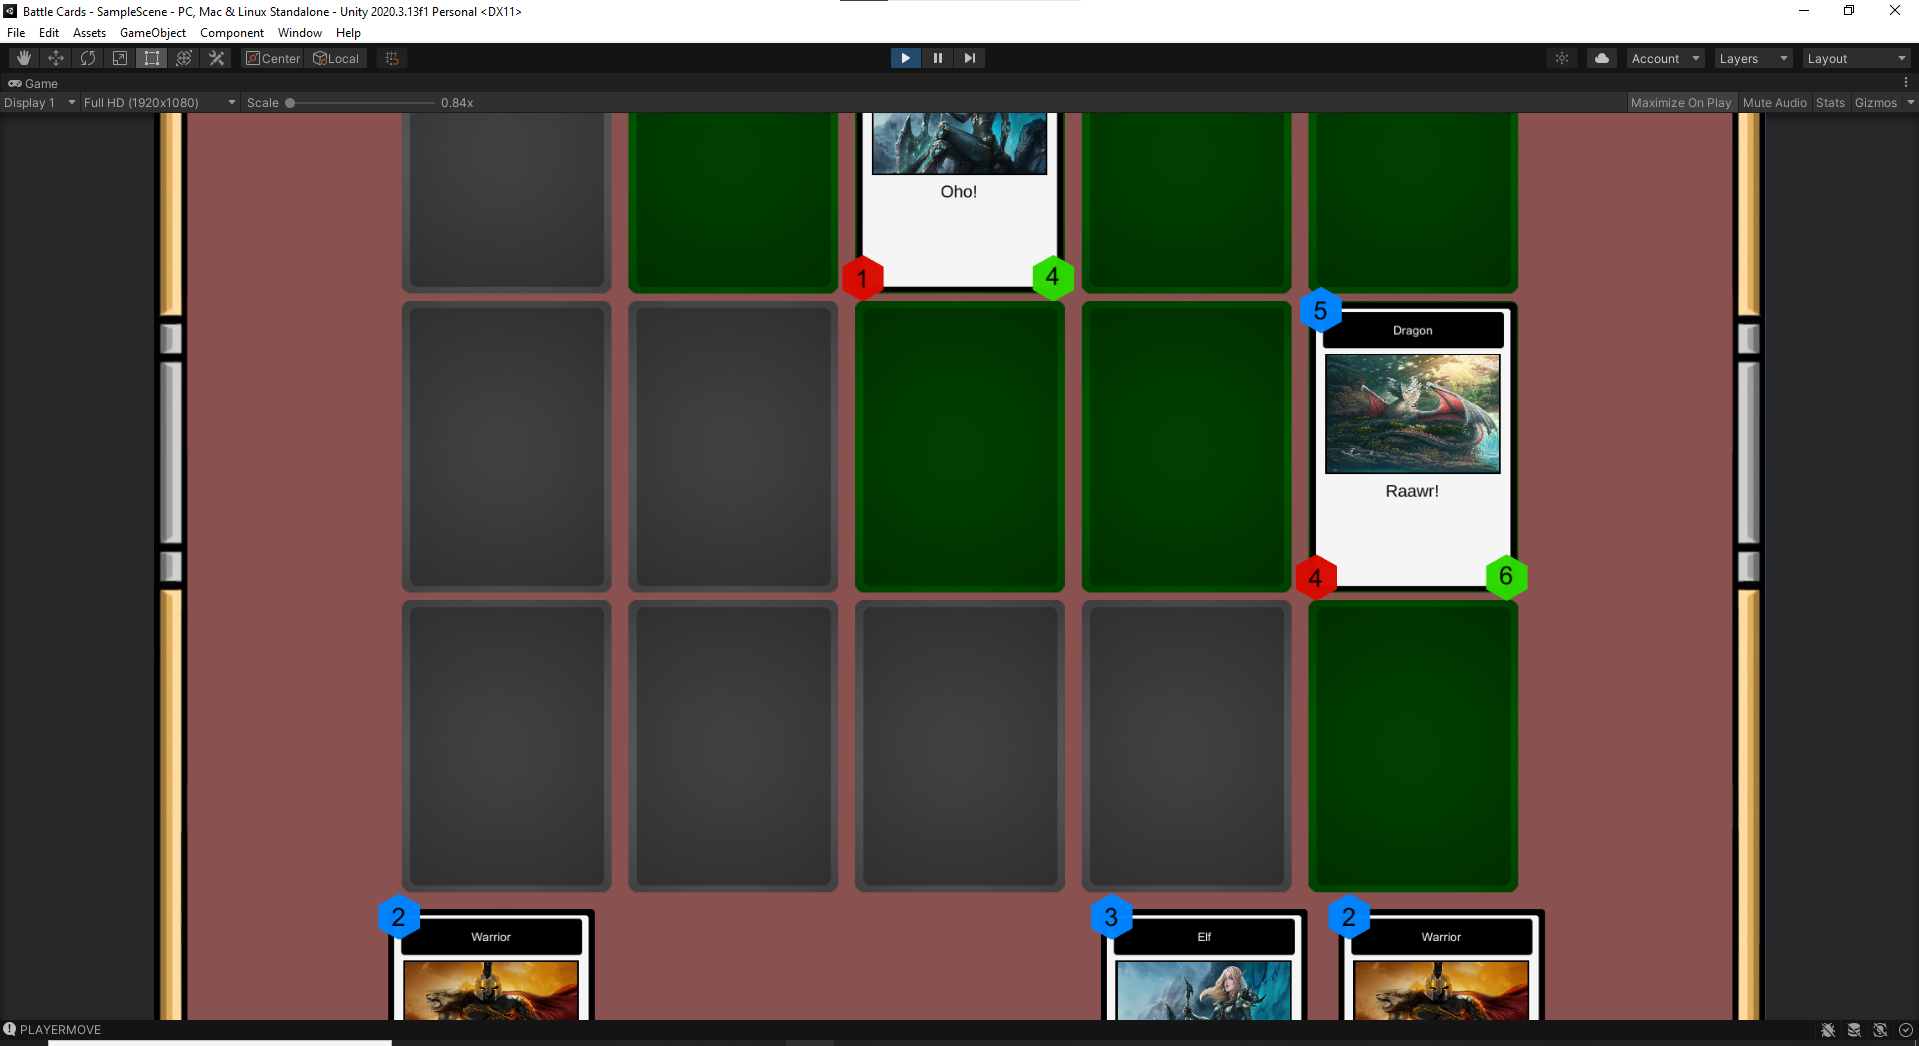 Battle Cards - SampleScene - PC, Mac & Linux Standalone - Unity 2020.3.13f1 Personal <DX11>
File Edit Assets GameObject Component Window Help
Center Local Account Layers Layout
Game
Display 1 Full HD (1920x1080) Scale 0.84x Maximize On Play Mute Audio Stats Gizmos
Oho!
1 4
5
Dragon
Raawr!
4 6
2 3 2
Warrior Elf Warrior
PLAYERMOVE